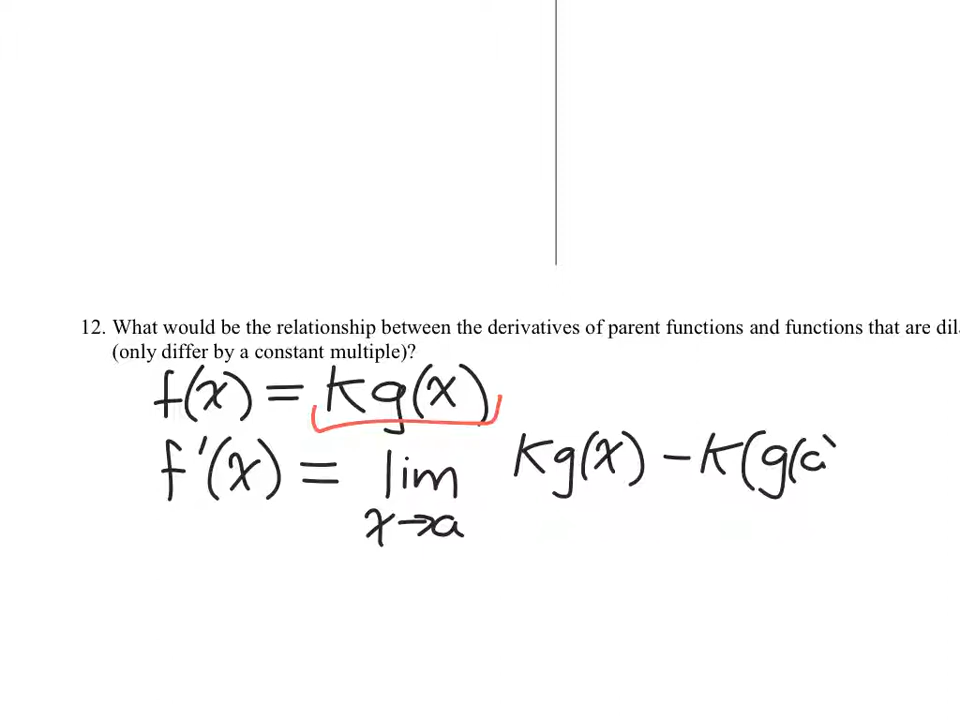 12. What would be the relationship between the derivatives of parent functions and functions that are
(only differ by a constant multiple)?
f(x) = kg(x)
f'(x) = lim kg(x) - k(g(a
x→a